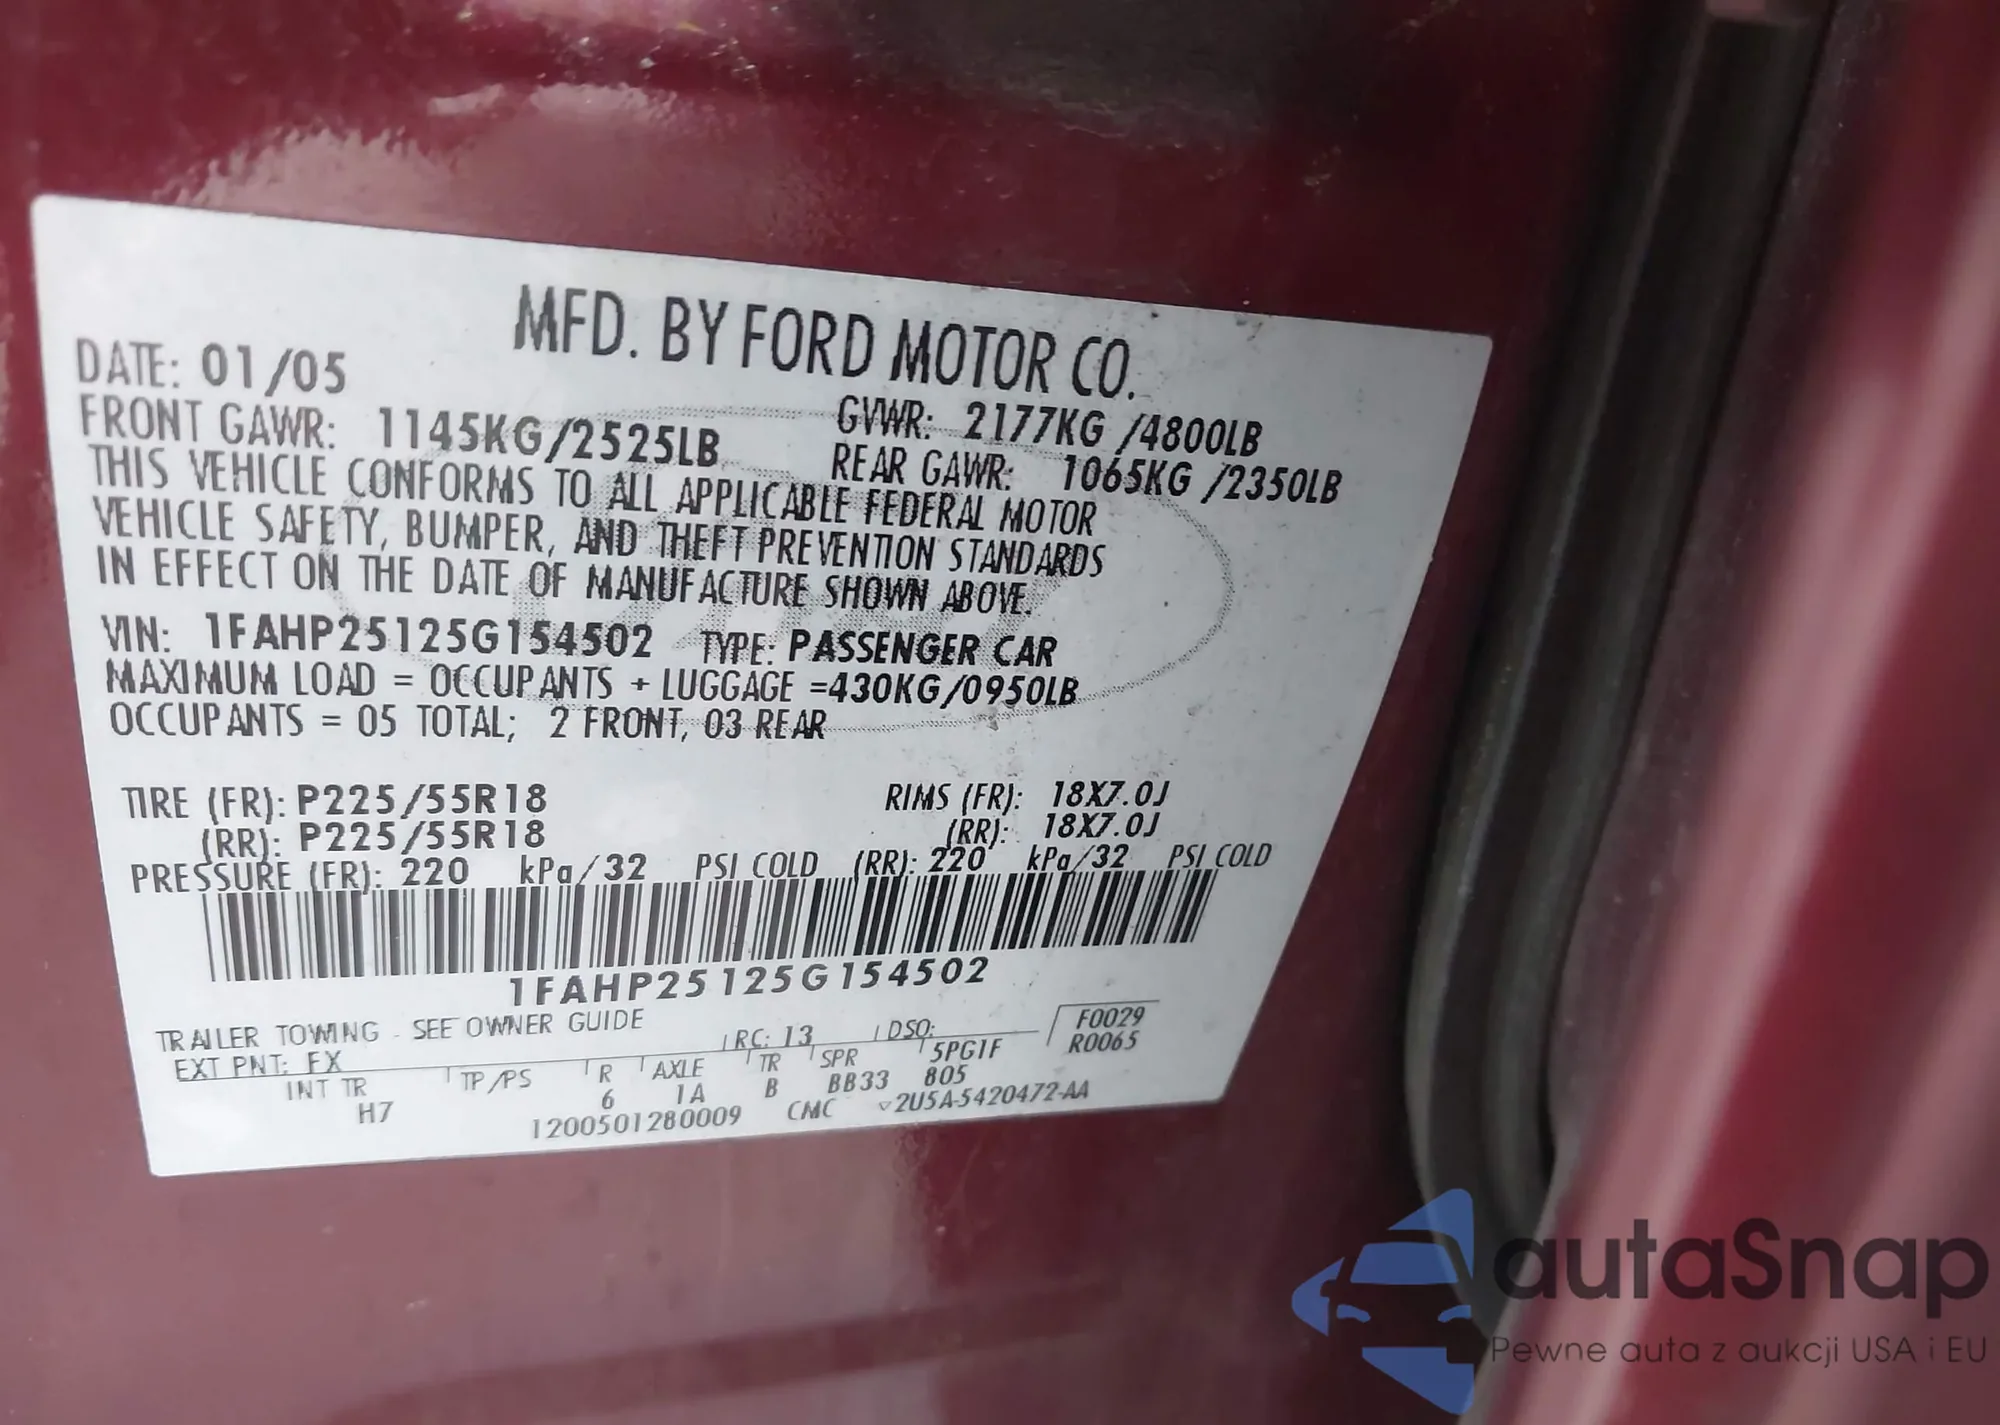 MFD. BY FORD MOTOR CO.
DATE: 01/05
GVWR: 2177KG /4800LB
FRONT GAWR: 1145KG/2525LB
REAR GAWR: 1065KG /2350LB
THIS VEHICLE CONFORMS TO ALL APPLICABLE FEDERAL MOTOR
VEHICLE SAFETY, BUMPER, AND THEFT PREVENTION STANDARDS
IN EFFECT ON THE DATE OF MANUFACTURE SHOWN ABOVE.
VIN: 1FAHP25125G154502 TYPE: PASSENGER CAR
MAXIMUM LOAD = OCCUPANTS + LUGGAGE =430KG/0950LB
OCCUPANTS = 05 TOTAL; 2 FRONT, 03 REAR
TIRE (FR): P225/55R18 RIMS (FR): 18X7.0J
(RR): P225/55R18 (RR): 18X7.0J
PRESSURE (FR): 220 kPa/32 PSI COLD (RR): 220 kPa/32 PSI COLD
1FAHP25125G154502
TRAILER TOWING - SEE OWNER GUIDE
F0029
EXT PNT: FX RC: 13 DSO: R0065
INT TR TP/PS R AXLE TR SPR 5PG1F
H7 6 1A B BB33 805
1200501280009 CMC 2U5A-5420472-AA
autaSnap
Pewne auta z aukcji USA i EU